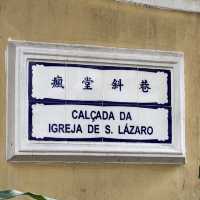 瘋堂斜巷
CALÇADA DA
IGREJA DE S. LÁZARO